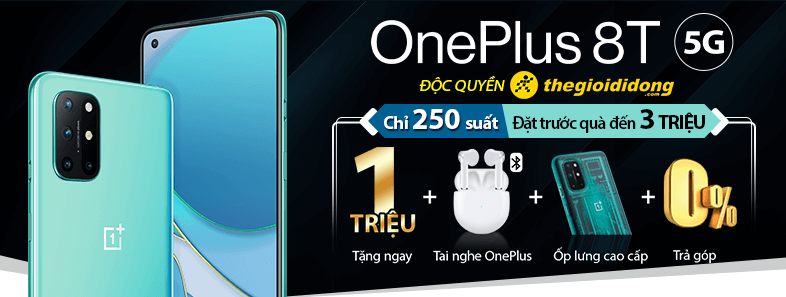 OnePlus 8T 5G
ĐỘC QUYỀN thegioididong.com
Chỉ 250 suất Đặt trước quà đến 3 TRIỆU
1 TRIỆU + + + 0%
Tặng ngay Tai nghe OnePlus Ốp lưng cao cấp Trả góp